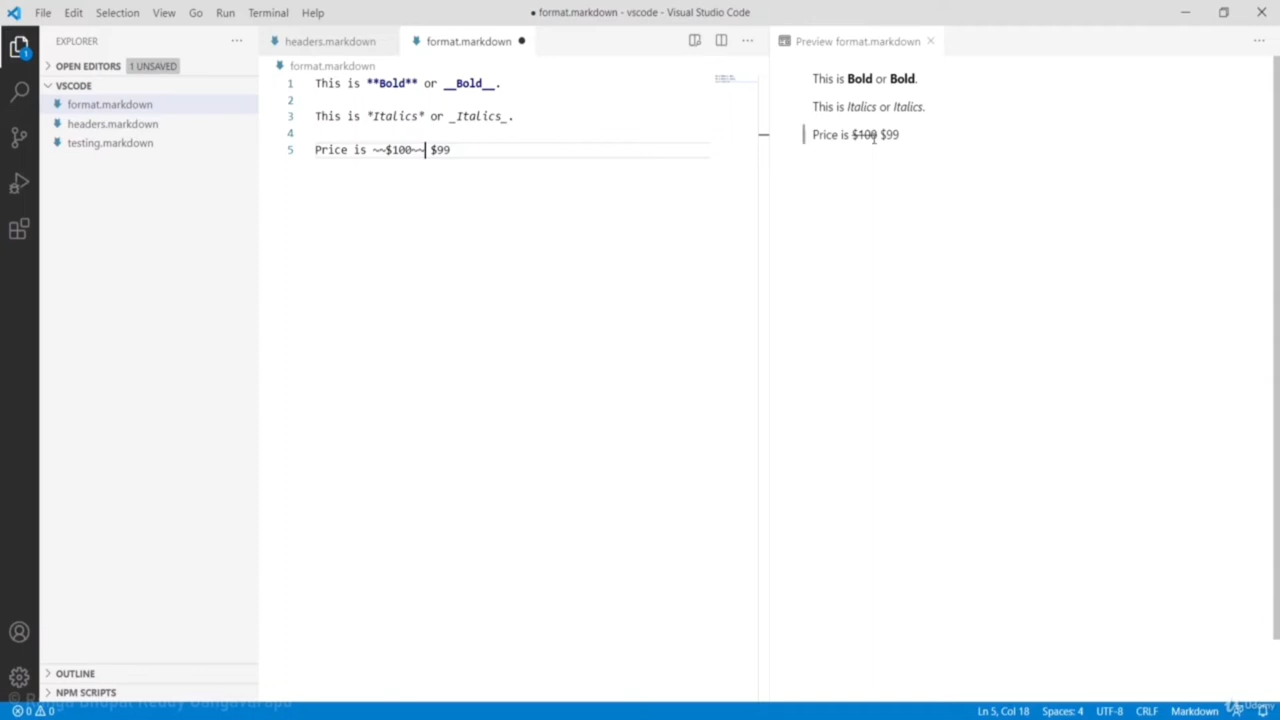 File Edit Selection View Go Run Terminal Help
● format.markdown - vscode - Visual Studio Code
EXPLORER
OPEN EDITORS 1 UNSAVED
VSCODE
format.markdown
headers.markdown
testing.markdown
OUTLINE
NPM SCRIPTS
headers.markdown
format.markdown
format.markdown
1 This is **Bold** or __Bold__.
2
3 This is *Italics* or _Italics_.
4
5 Price is ~~$100~~ $99
Preview format.markdown
This is Bold or Bold.
This is Italics or Italics.
Price is $100 $99
1
0 0
Ln 5, Col 18 Spaces: 4 UTF-8 CRLF Markdown
Udemy